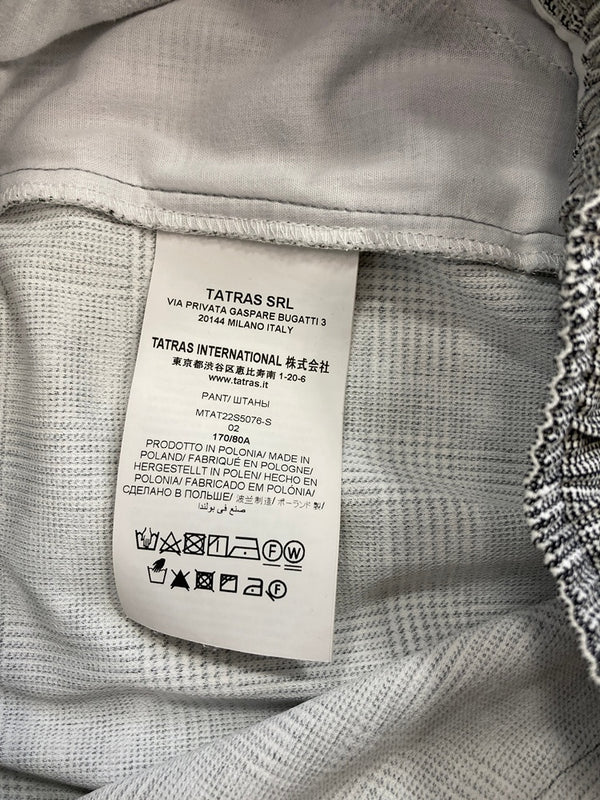 TATRAS SRL
VIA PRIVATA GASPARE BUGATTI 3
20144 MILANO ITALY
TATRAS INTERNATIONAL 株式会社
東京都渋谷区恵比寿南 1-20-6
www.tatras.it
PANT/ ШТАНЫ
MTAT22S5076-S
02
170/80A
PRODOTTO IN POLONIA/ MADE IN
POLAND/ FABRIQUÉ EN POLOGNE/
HERGESTELLT IN POLEN/ HECHO EN
POLONIA/ FABRICADO EM POLÓNIA/
СДЕЛАНО В ПОЛЬШЕ/ 波兰制造/ ポーランド製/
صنع في بولندا
F W
F